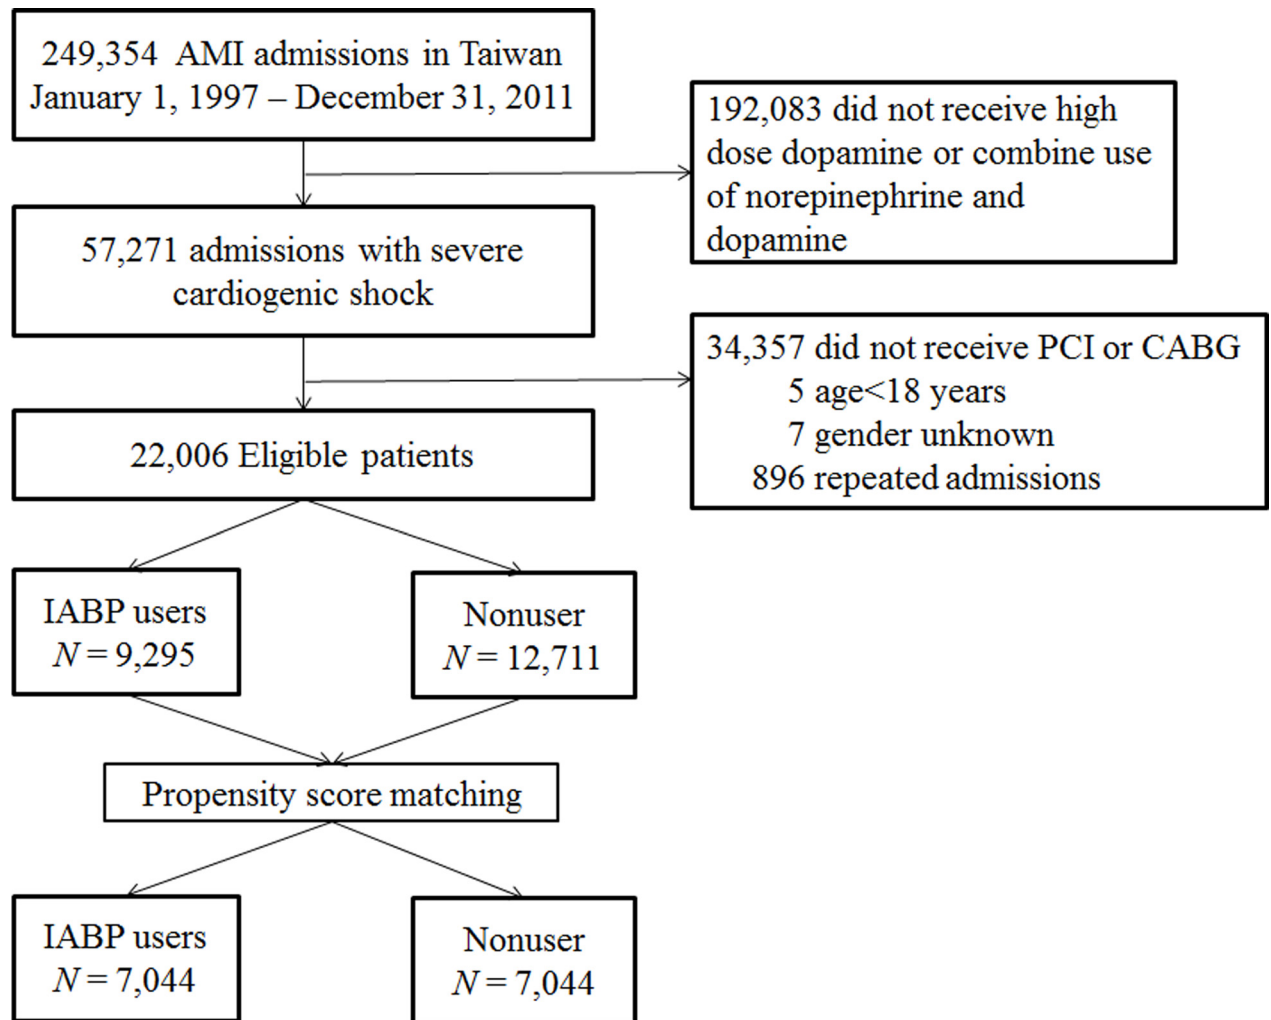 249,354 AMI admissions in Taiwan
January 1, 1997 – December 31, 2011
192,083 did not receive high
dose dopamine or combine use
of norepinephrine and
dopamine
57,271 admissions with severe
cardiogenic shock
34,357 did not receive PCI or CABG
5 age<18 years
7 gender unknown
896 repeated admissions
22,006 Eligible patients
IABP users
N = 9,295
Nonuser
N = 12,711
Propensity score matching
IABP users
N = 7,044
Nonuser
N = 7,044